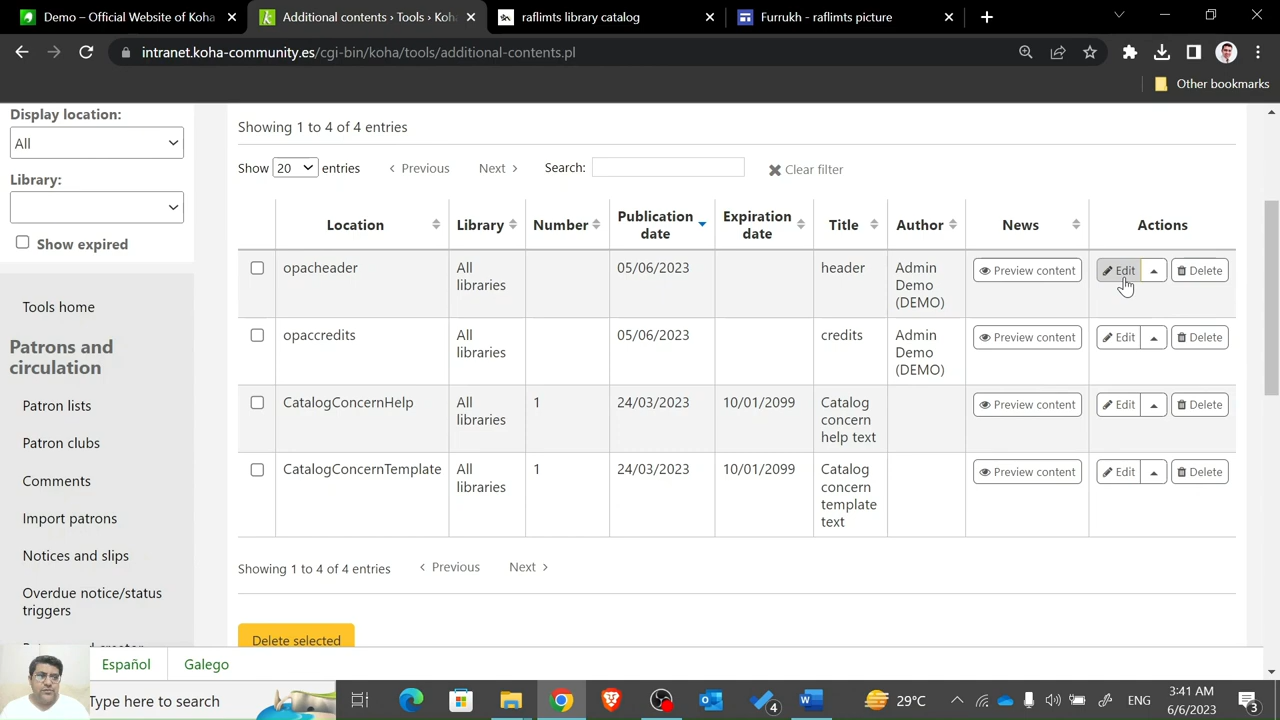 Demo – Official Website of Koha
Additional contents › Tools › Koha
raflimts library catalog
Furrukh - raflimts picture
intranet.koha-community.es/cgi-bin/koha/tools/additional-contents.pl
Other bookmarks
Display location:
All
Library:
Show expired
Tools home
Patrons and
circulation
Patron lists
Patron clubs
Comments
Import patrons
Notices and slips
Overdue notice/status
triggers
Showing 1 to 4 of 4 entries
Show 20 entries
Previous
Next
Search:
Clear filter
Location
Library
Number
Publication
date
Expiration
date
Title
Author
News
Actions
opacheader
All
libraries
05/06/2023
header
Admin
Demo
(DEMO)
Preview content
Edit
Delete
opaccredits
All
libraries
05/06/2023
credits
Admin
Demo
(DEMO)
Preview content
Edit
Delete
CatalogConcernHelp
All
libraries
1
24/03/2023
10/01/2099
Catalog
concern
help text
Preview content
Edit
Delete
CatalogConcernTemplate
All
libraries
1
24/03/2023
10/01/2099
Catalog
concern
template
text
Preview content
Edit
Delete
Showing 1 to 4 of 4 entries
Previous
Next
Delete selected
Español
Galego
Type here to search
4
29°C
ENG
3:41 AM
6/6/2023
3